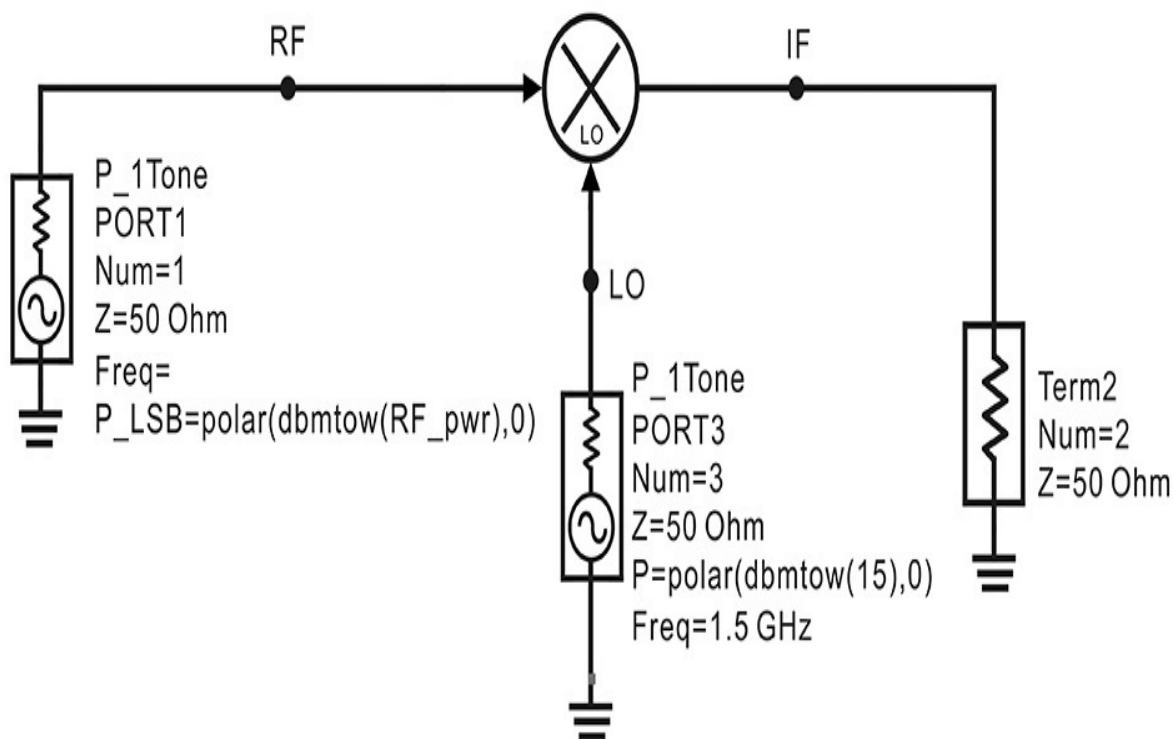 RF
IF
LO
P_1Tone
PORT1
Num=1
Z=50 Ohm
Freq=
P_LSB=polar(dbmtow(RF_pwr),0)
LO
P_1Tone
PORT3
Num=3
Z=50 Ohm
P=polar(dbmtow(15),0)
Freq=1.5 GHz
Term2
Num=2
Z=50 Ohm